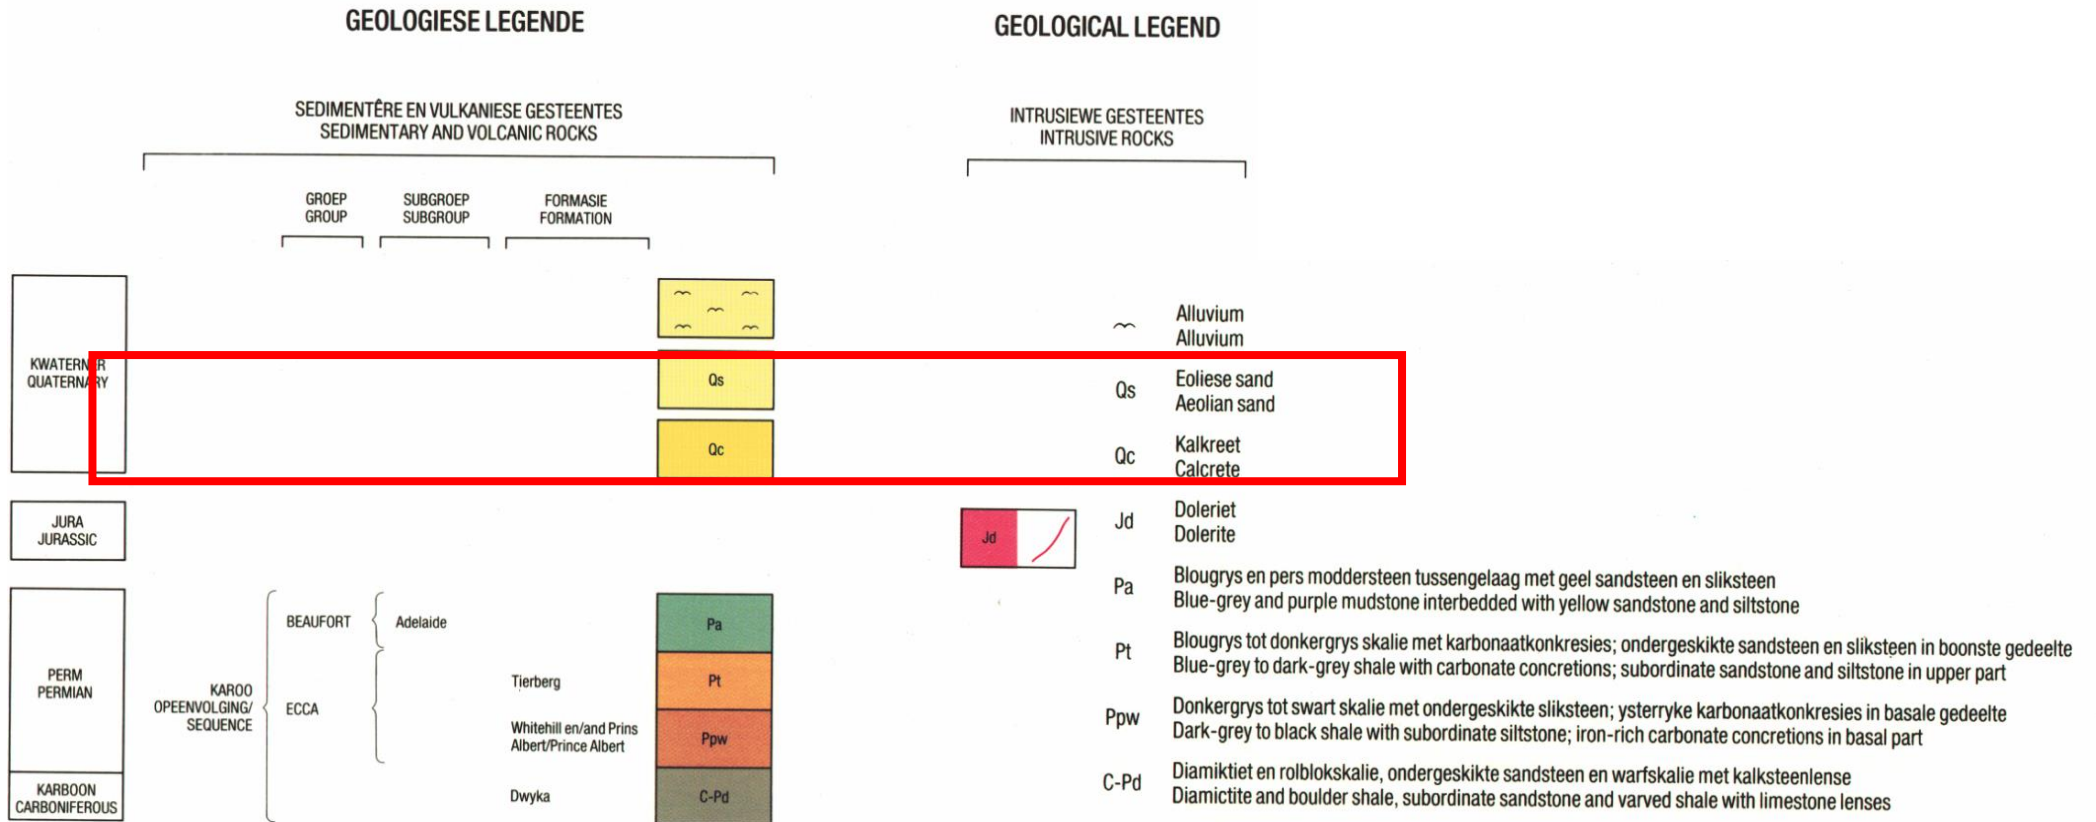 GEOLOGIESE LEGENDE
GEOLOGICAL LEGEND
SEDIMENTÊRE EN VULKANIESE GESTEENTES
SEDIMENTARY AND VOLCANIC ROCKS
INTRUSIEWE GESTEENTES
INTRUSIVE ROCKS
GROEP
GROUP
SUBGROEP
SUBGROUP
FORMASIE
FORMATION
KWATERNÊR
QUATERNARY
Alluvium
Alluvium
Qs
Qs
Eoliese sand
Aeolian sand
Qc
Qc
Kalkreet
Calcrete
JURA
JURASSIC
Jd
Jd
Doleriet
Dolerite
PERM
PERMIAN
KARBOON
CARBONIFEROUS
KAROO
OPEENVOLGING/
SEQUENCE
BEAUFORT
Adelaide
Pa
Pa
Blougrys en pers moddersteen tussengelaag met geel sandsteen en sliksteen
Blue-grey and purple mudstone interbedded with yellow sandstone and siltstone
ECCA
Tierberg
Pt
Pt
Blougrys tot donkergrys skalie met karbonaatkonkresies; ondergeskikte sandsteen en sliksteen in boonste gedeelte
Blue-grey to dark-grey shale with carbonate concretions; subordinate sandstone and siltstone in upper part
Whitehill en/and Prins
Albert/Prince Albert
Ppw
Ppw
Donkergrys tot swart skalie met ondergeskikte sliksteen; ysterryke karbonaatkonkresies in basale gedeelte
Dark-grey to black shale with subordinate siltstone; iron-rich carbonate concretions in basal part
Dwyka
C-Pd
C-Pd
Diamiktiet en rolblokskalie, ondergeskikte sandsteen en warfskalie met kalksteenlense
Diamictite and boulder shale, subordinate sandstone and varved shale with limestone lenses